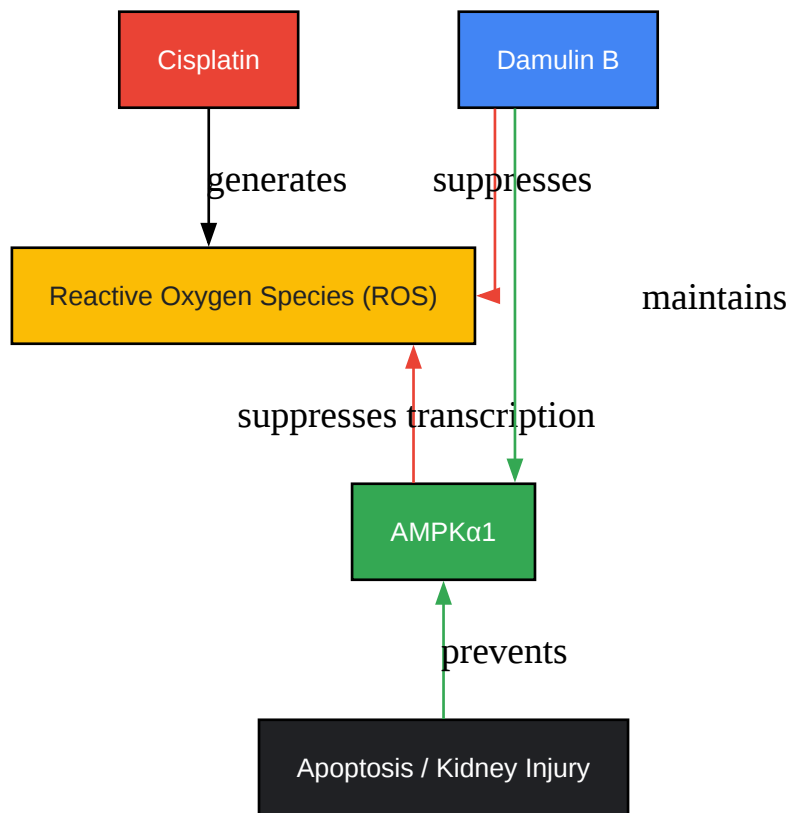 Cisplatin
Damulin B
generates
suppresses
Reactive Oxygen Species (ROS)
maintains
suppresses transcription
AMPKα1
prevents
Apoptosis / Kidney Injury